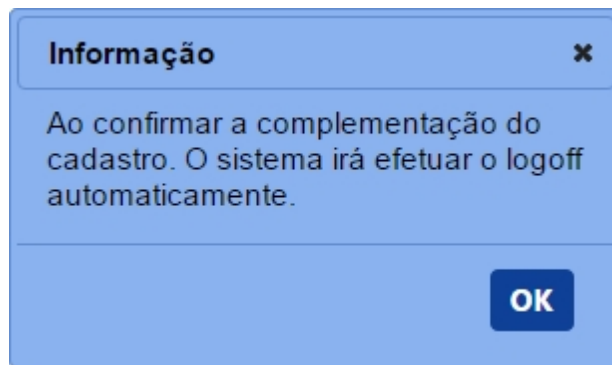 Informação
Ao confirmar a complementação do
cadastro. O sistema irá efetuar o logoff
automaticamente.
OK